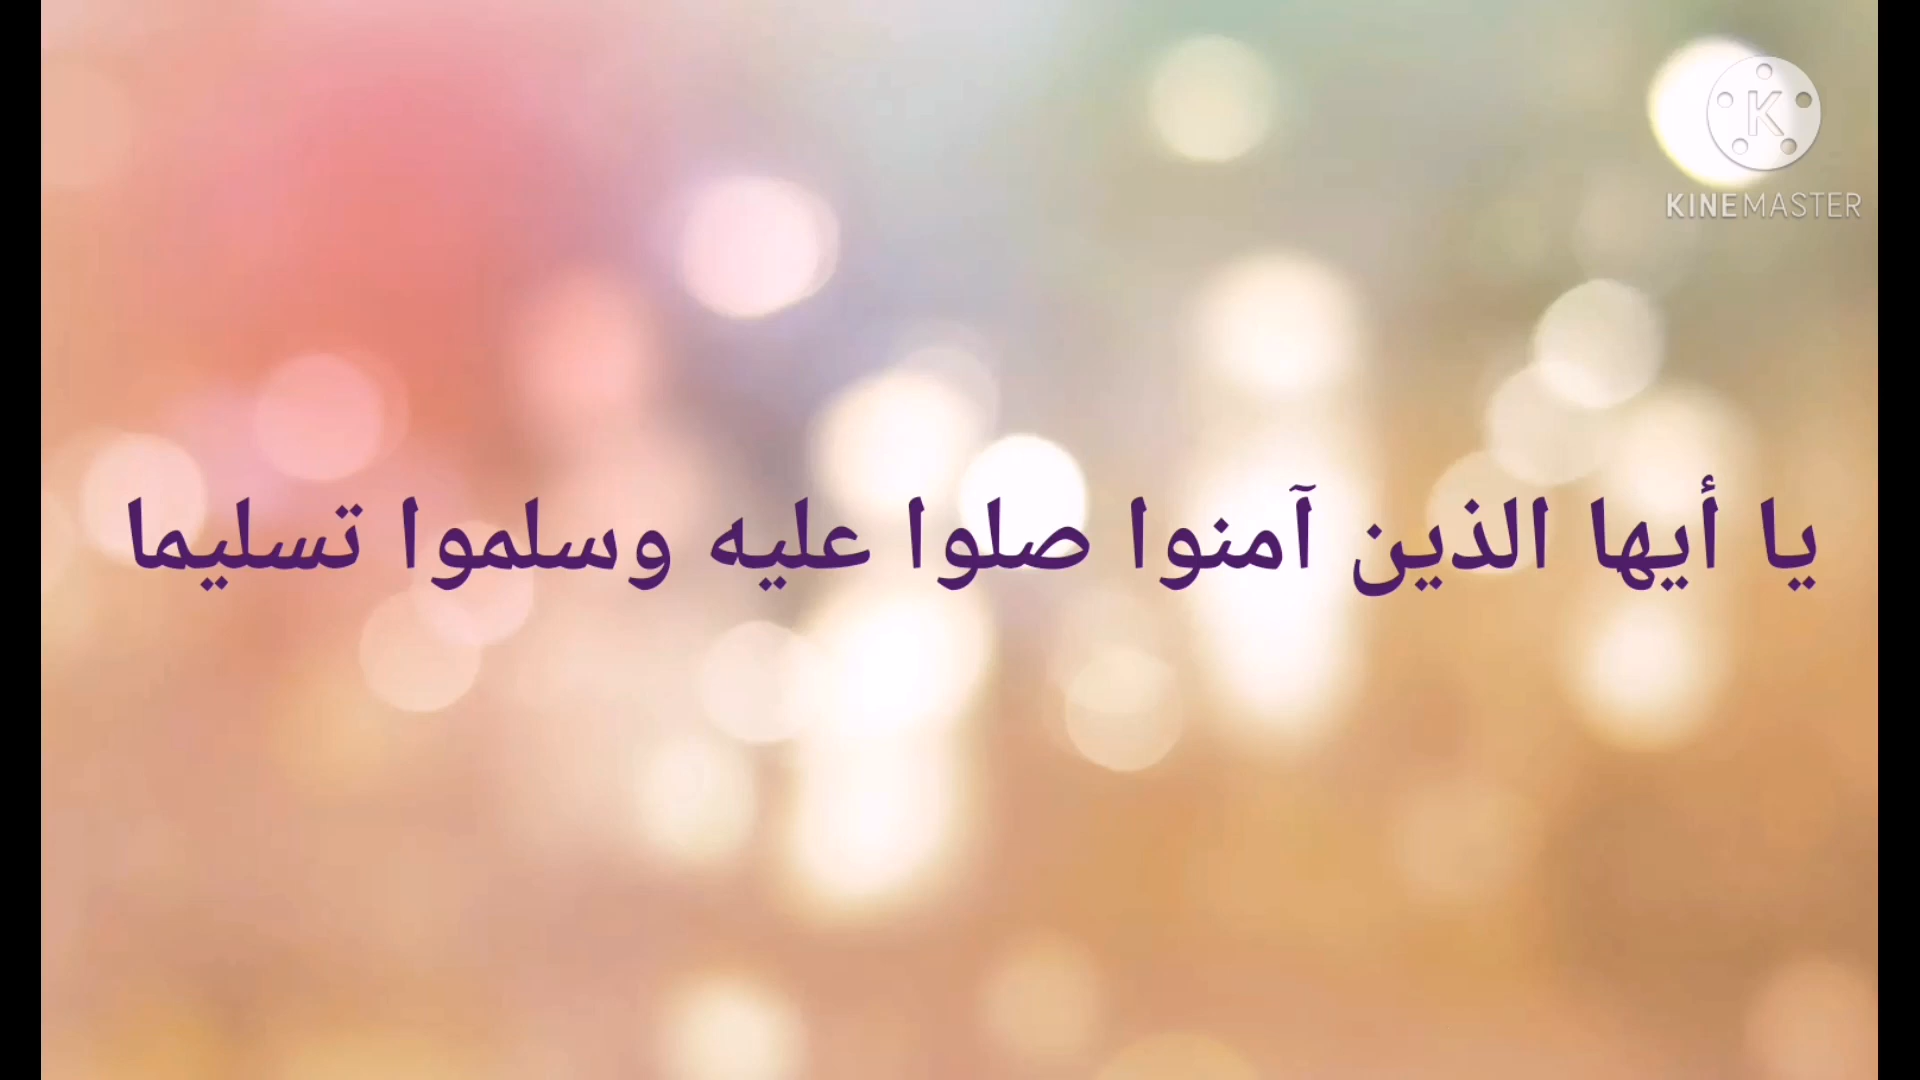 K
KINEMASTER
يا أيها الذين آمنوا صلوا عليه وسلموا تسليما